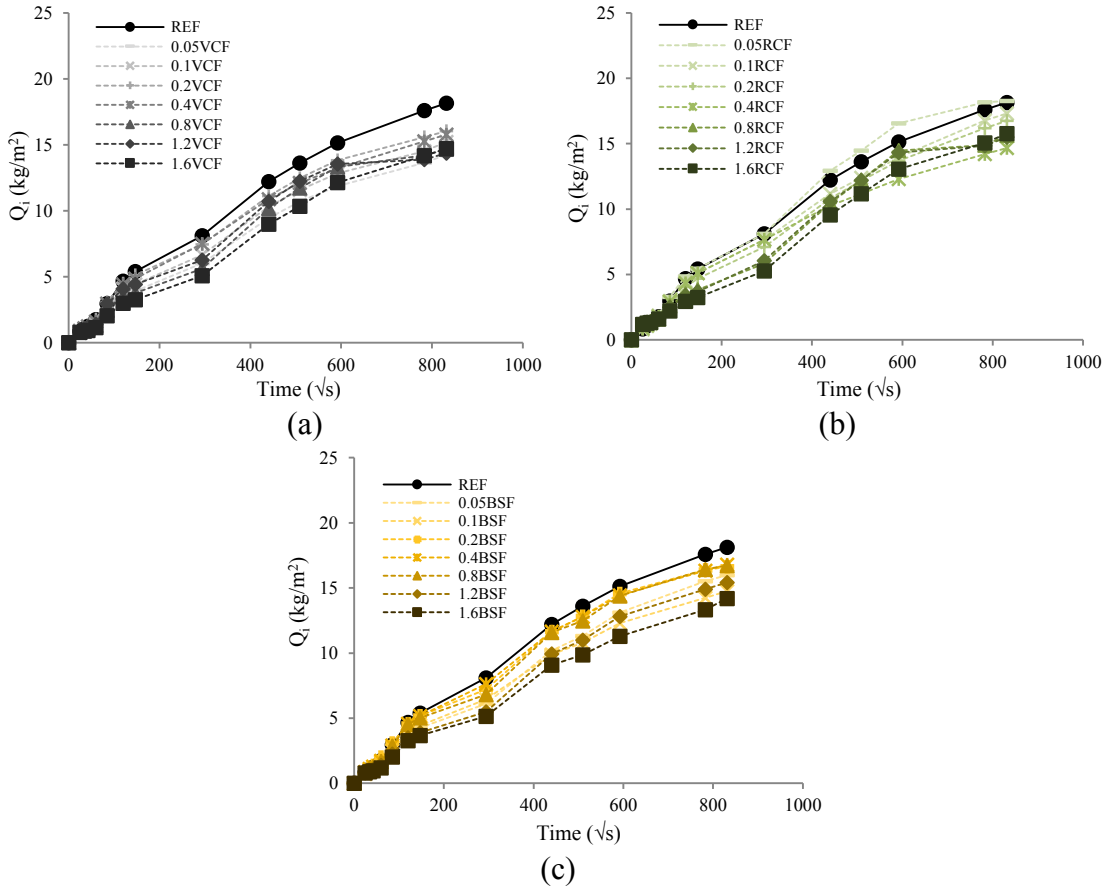 25
20
15
10
5
0
Qi (kg/m²)
REF
0.05VCF
0.1VCF
0.2VCF
0.4VCF
0.8VCF
1.2VCF
1.6VCF
0 200 400 600 800 1000
Time (√s)
(a)
25
20
15
10
5
0
Qi (kg/m²)
REF
0.05RCF
0.1RCF
0.2RCF
0.4RCF
0.8RCF
1.2RCF
1.6RCF
0 200 400 600 800 1000
Time (√s)
(b)
25
20
15
10
5
0
Qi (kg/m²)
REF
0.05BSF
0.1BSF
0.2BSF
0.4BSF
0.8BSF
1.2BSF
1.6BSF
0 200 400 600 800 1000
Time (√s)
(c)